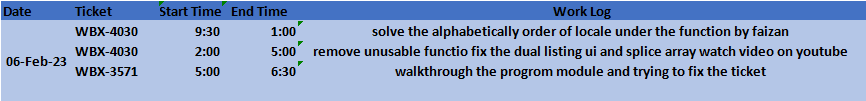 Date Ticket Start Time End Time Work Log
WBX-4030 9:30 1:00 solve the alphabetically order of locale under the function by faizan
06-Feb-23 WBX-4030 2:00 5:00 remove unusable functio fix the dual listing ui and splice array watch video on youtube
WBX-3571 5:00 6:30 walkthrough the progrom module and trying to fix the ticket